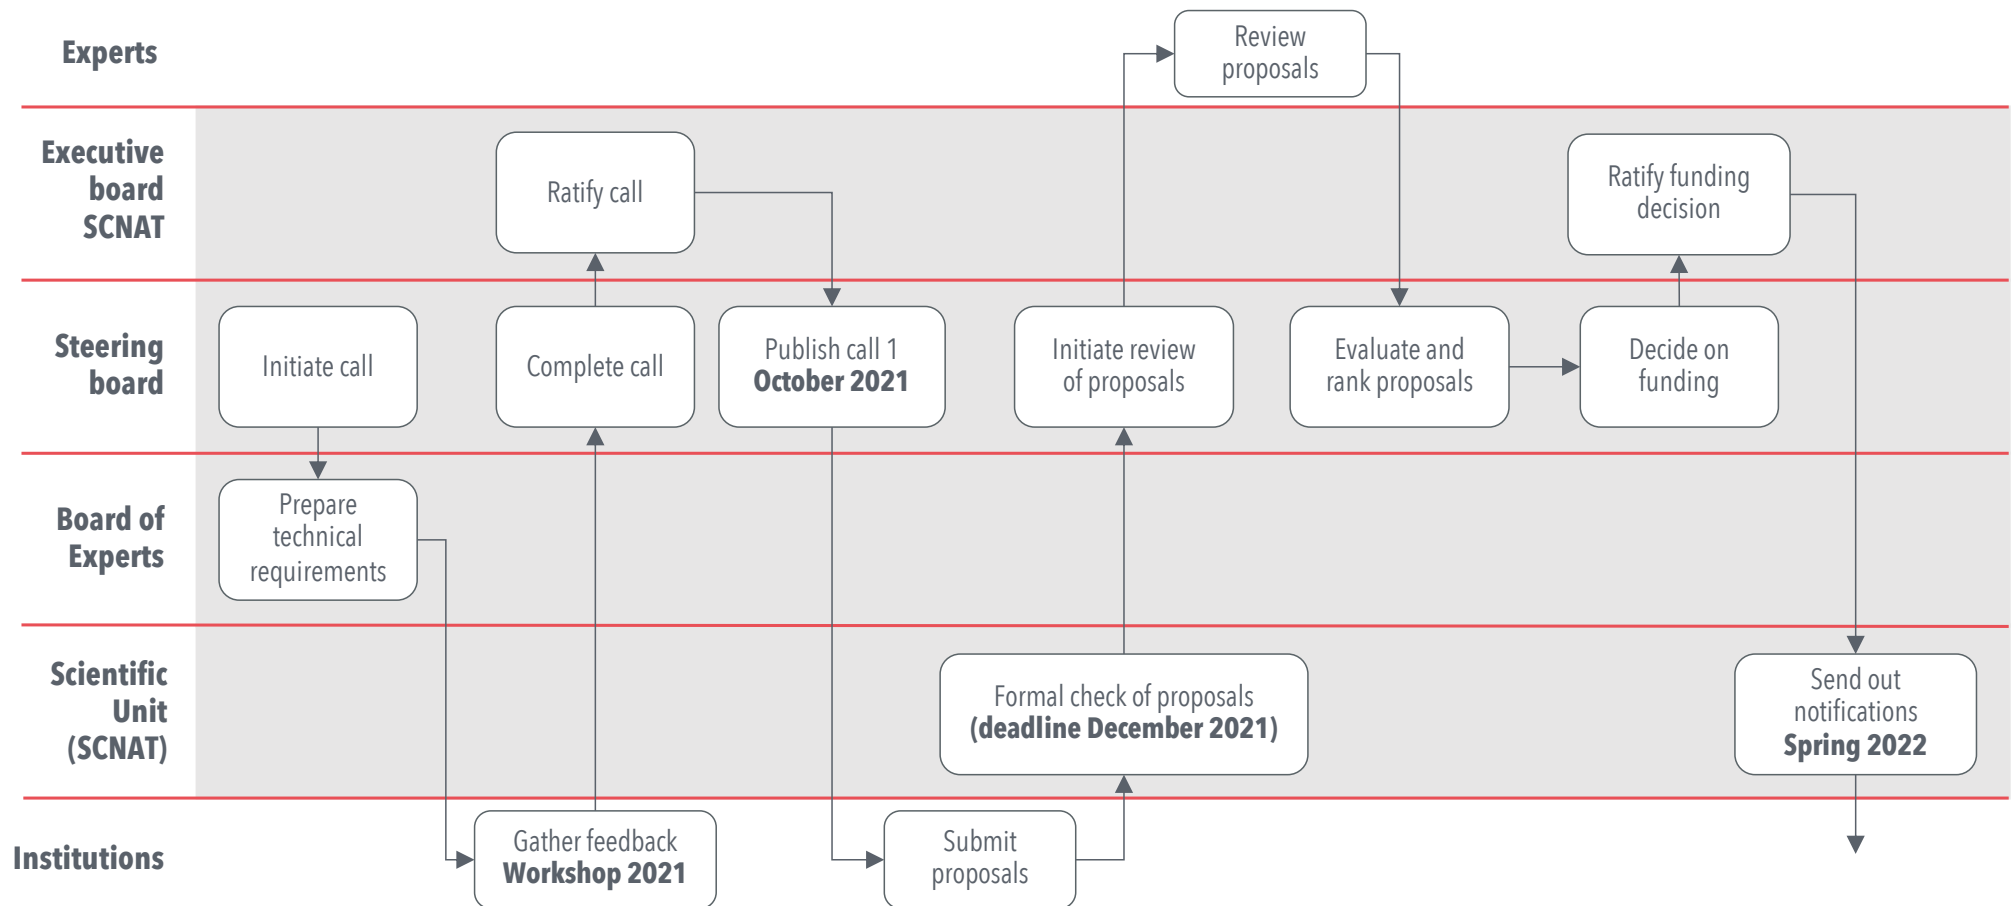 Experts
Review
proposals
Executive
board
SCNAT
Ratify call
Ratify funding
decision
Steering
board
Initiate call
Complete call
Publish call 1
October 2021
Initiate review
of proposals
Evaluate and
rank proposals
Decide on
funding
Board of
Experts
Prepare
technical
requirements
Scientific
Unit
(SCNAT)
Formal check of proposals
(deadline December 2021)
Send out
notifications
Spring 2022
Institutions
Gather feedback
Workshop 2021
Submit
proposals